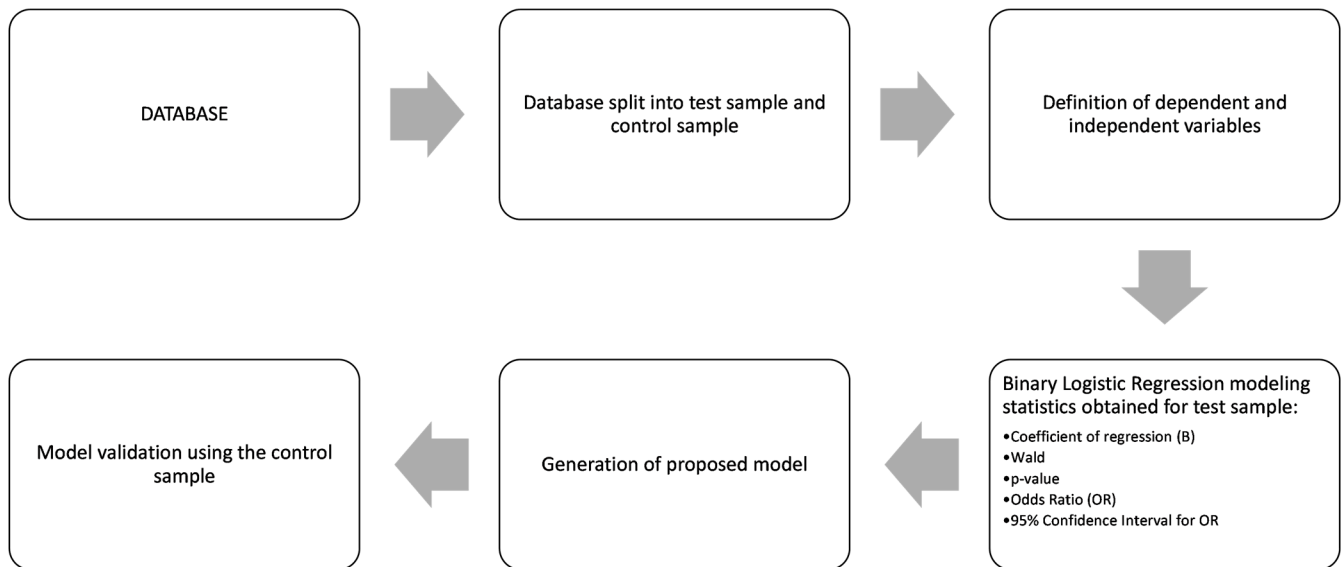 DATABASE
Database split into test sample and
control sample
Definition of dependent and
independent variables
Binary Logistic Regression modeling
statistics obtained for test sample:
•Coefficient of regression (B)
•Wald
•p-value
•Odds Ratio (OR)
•95% Confidence Interval for OR
Generation of proposed model
Model validation using the control
sample